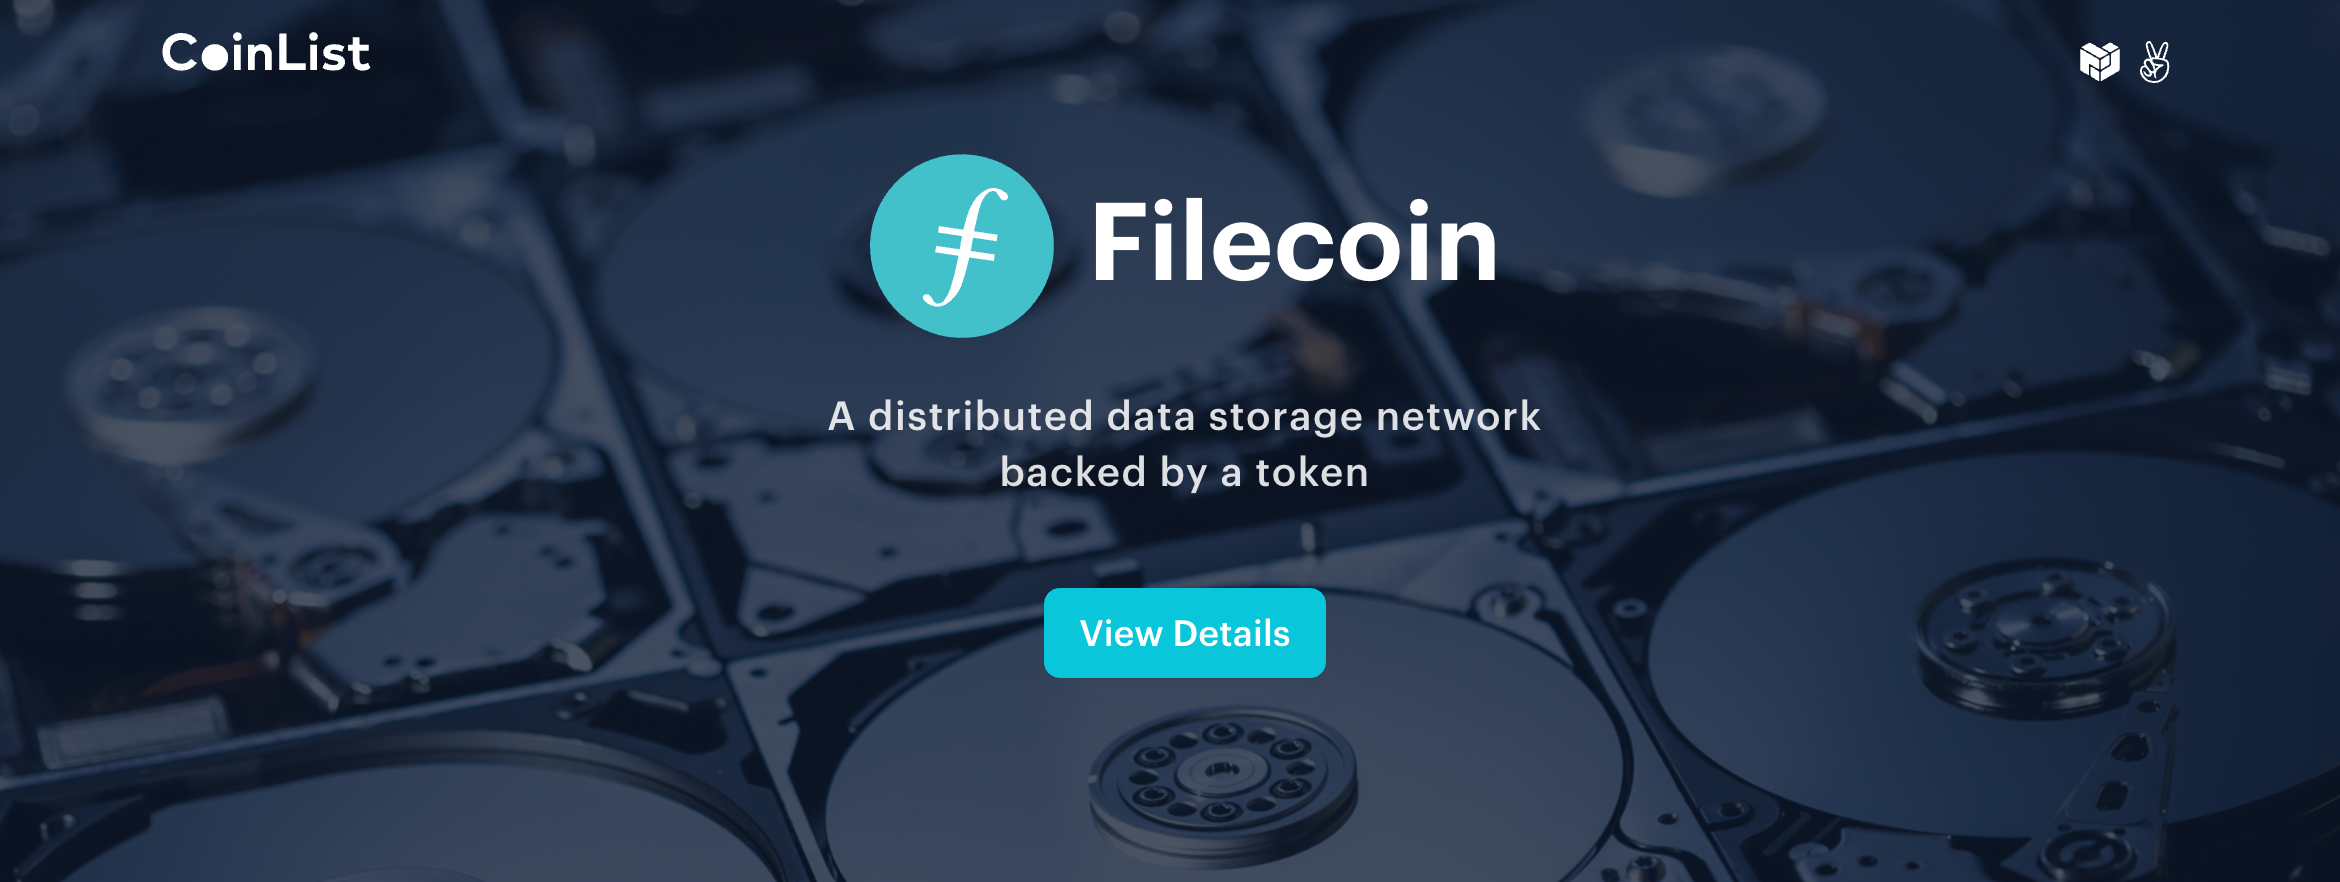 CoinList
Filecoin
A distributed data storage network
backed by a token
View Details